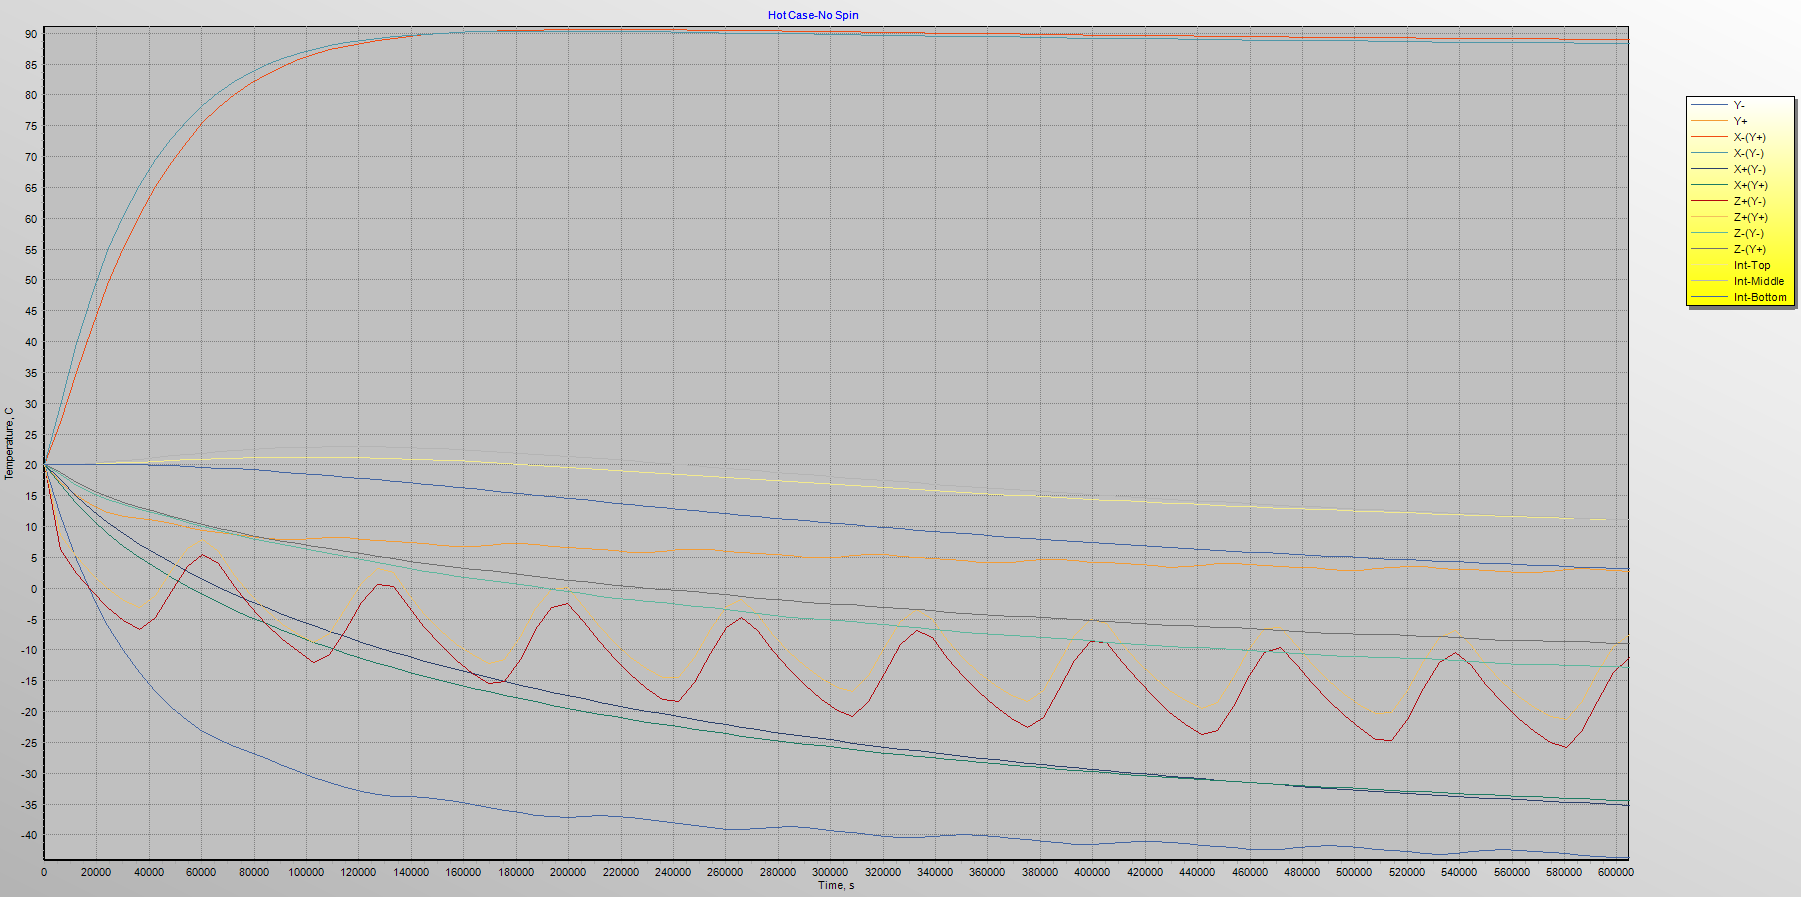 Hot Case-No Spin
90
85
80
75
70
65
60
55
50
45
40
35
30
25
20
15
10
5
0
-5
-10
-15
-20
-25
-30
-35
-40
Temperature, C
0 20000 40000 60000 80000 100000 120000 140000 160000 180000 200000 220000 240000 260000 280000 300000 320000 340000 360000 380000 400000 420000 440000 460000 480000 500000 520000 540000 560000 580000 600000
Time, s
Y-
Y+
X-(Y+)
X-(Y-)
X+(Y-)
X+(Y+)
Z+(Y-)
Z+(Y+)
Z-(Y-)
Z-(Y+)
Int-Top
Int-Middle
Int-Bottom